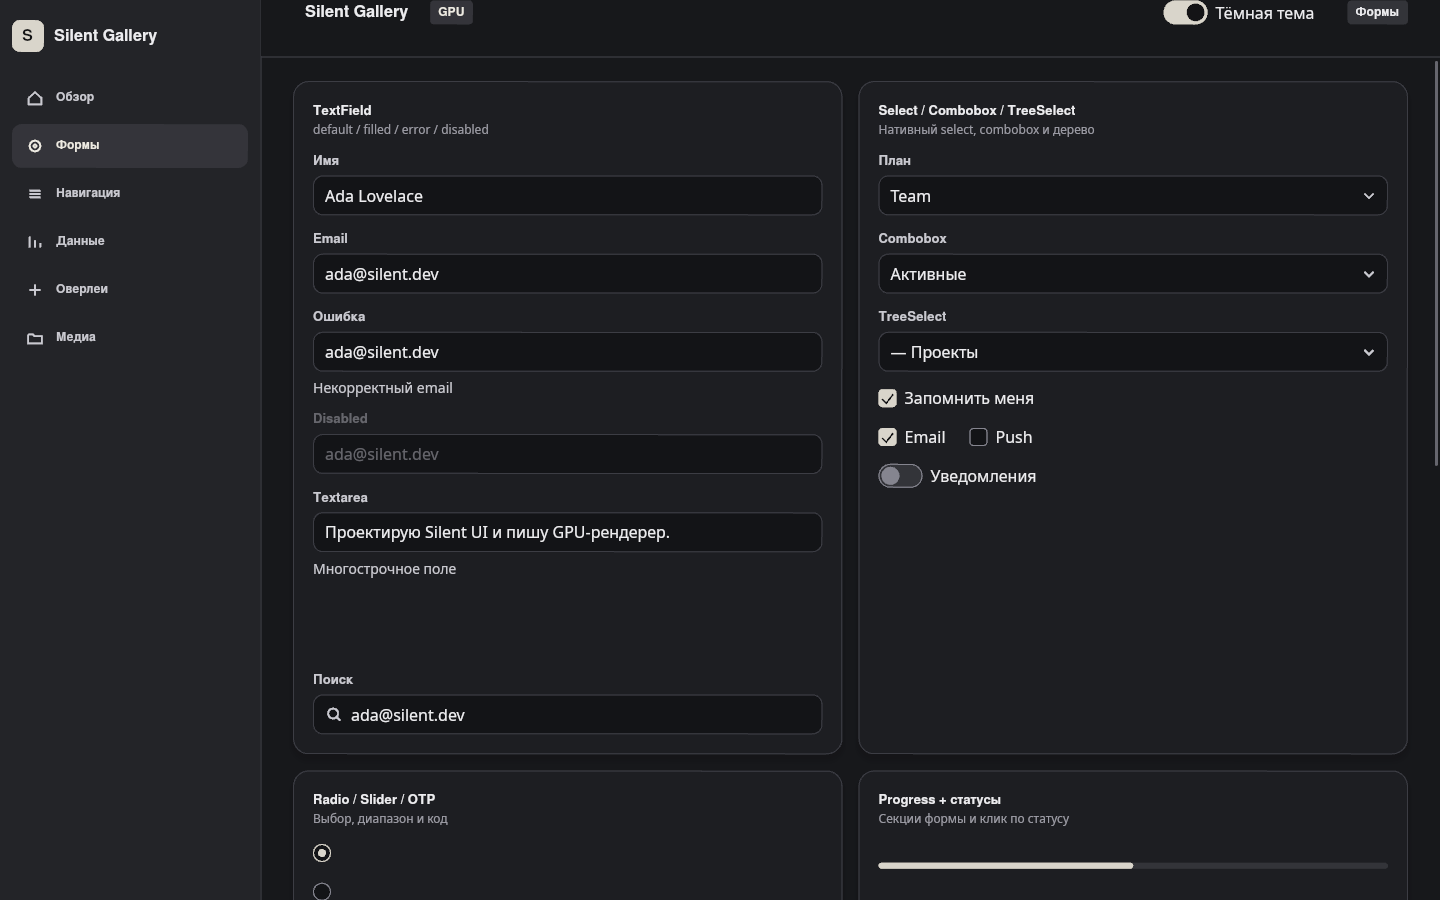 S Silent Gallery
Обзор
Формы
Навигация
Данные
Оверлеи
Медиа
Silent Gallery GPU
Тёмная тема
Формы
TextField
default / filled / error / disabled
Имя
Ada Lovelace
Email
ada@silent.dev
Ошибка
ada@silent.dev
Некорректный email
Disabled
ada@silent.dev
Textarea
Проектирую Silent UI и пишу GPU-рендерер.
Многострочное поле
Поиск
ada@silent.dev
Select / Combobox / TreeSelect
Нативный select, combobox и дерево
План
Team
Combobox
Активные
TreeSelect
— Проекты
Запомнить меня
Email Push
Уведомления
Radio / Slider / OTP
Выбор, диапазон и код
Progress + статусы
Секции формы и клик по статусу